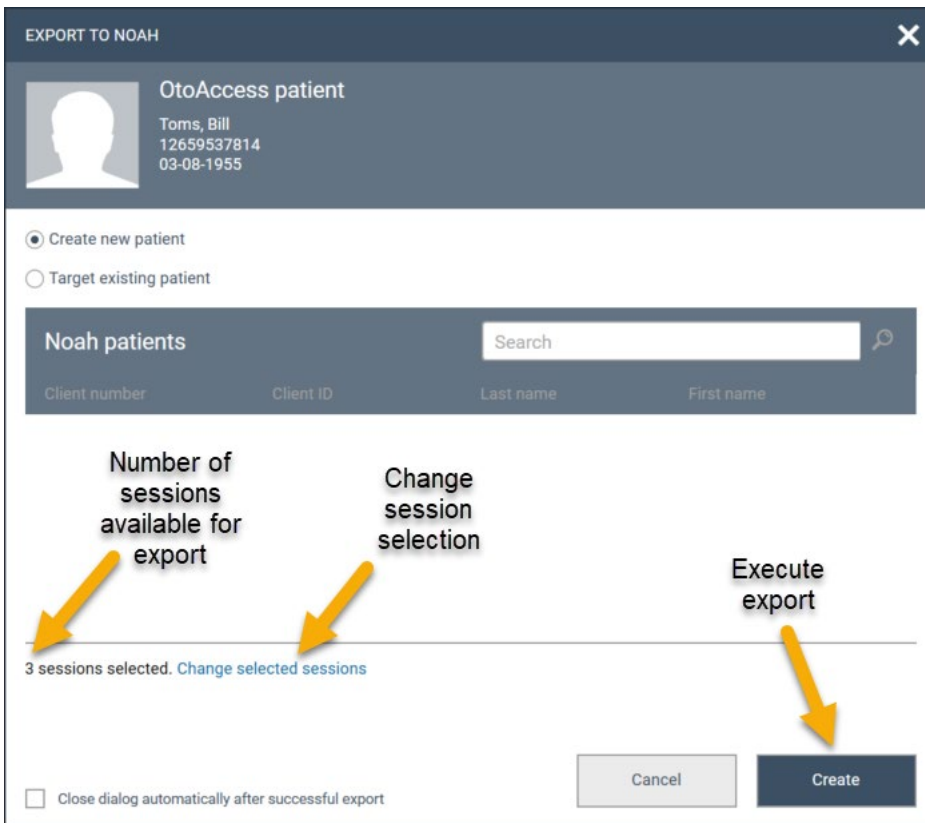 EXPORT TO NOAH
OtoAccess patient
Toms, Bill
12659537814
03-08-1955
Create new patient
Target existing patient
Noah patients
Search
Client number
Client ID
Last name
First name
Number of
sessions
available for
export
Change
session
selection
Execute
export
3 sessions selected. Change selected sessions
Cancel
Create
Close dialog automatically after successful export